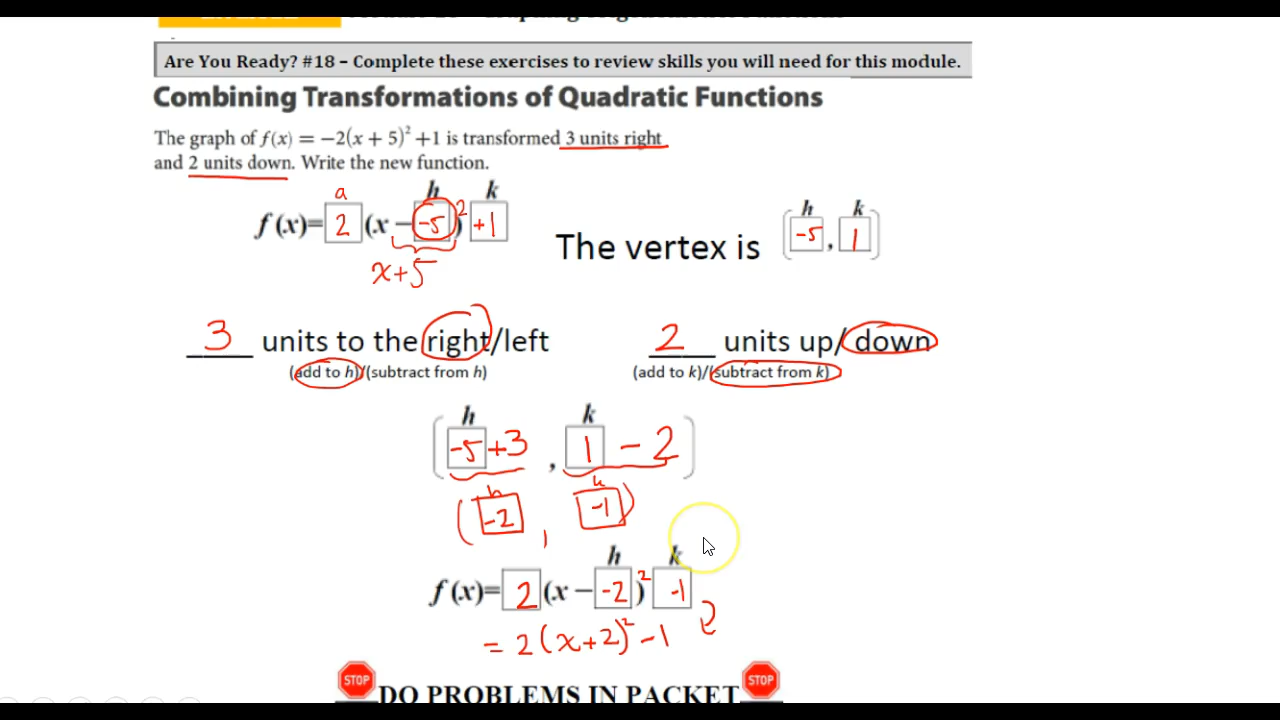 Are You Ready? #18 – Complete these exercises to review skills you will need for this module.
Combining Transformations of Quadratic Functions
The graph of f(x) = −2(x + 5)² +1 is transformed 3 units right
and 2 units down. Write the new function.
a h k
f(x)= 2 (x − -5)² +1
x+5
h k
The vertex is (-5, 1)
3 units to the right/left
(add to h)/(subtract from h)
2 units up/ down
(add to k)/(subtract from k)
h k
(-5+3, 1 − 2)
h k
(-2, -1)
h k
f(x)= 2 (x − -2)² -1
= 2(x+2)² -1
STOP DO PROBLEMS IN PACKET STOP